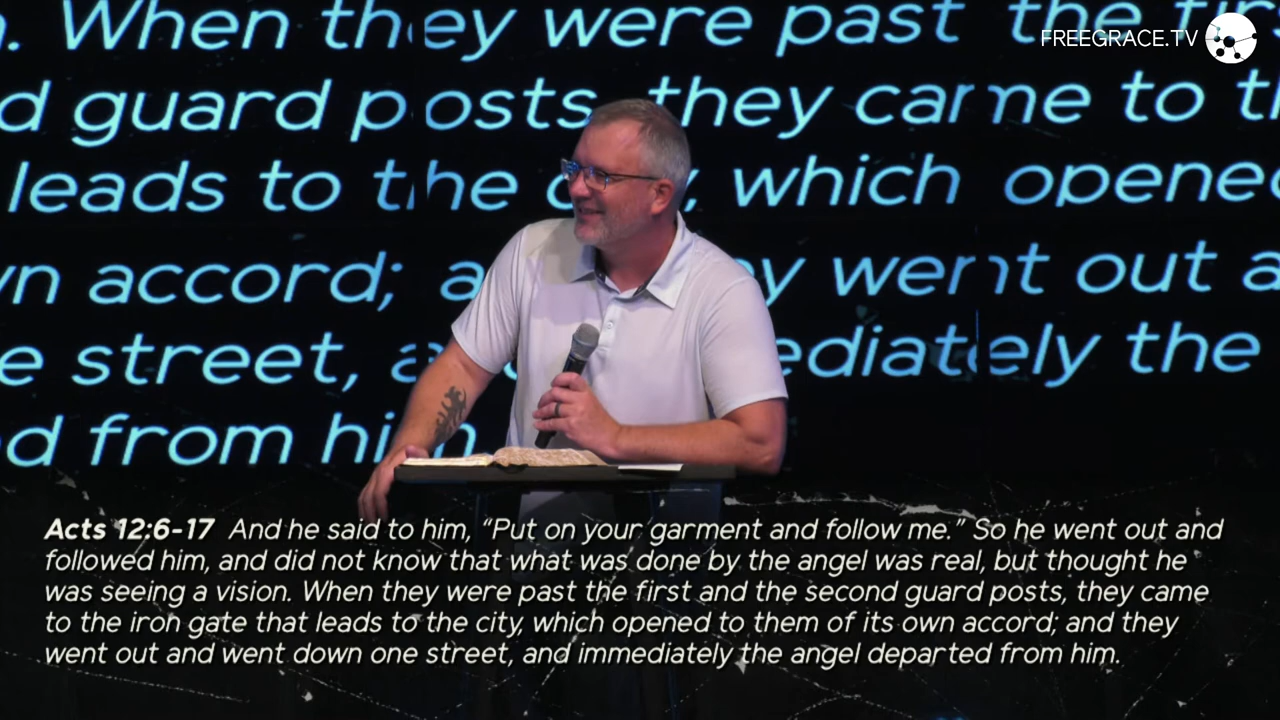 FREEGRACE.TV
. When they were past the firs
d guard posts, they came to t
leads to the c , which opene
n accord; a y went out a
e street, a ediately the
d from him
Acts 12:6-17 And he said to him, “Put on your garment and follow me.” So he went out and
followed him, and did not know that what was done by the angel was real, but thought he
was seeing a vision. When they were past the first and the second guard posts, they came
to the iron gate that leads to the city, which opened to them of its own accord; and they
went out and went down one street, and immediately the angel departed from him.